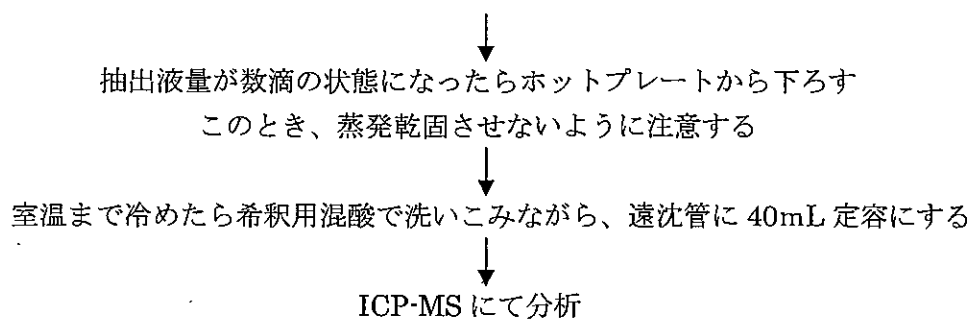 抽出液量が数滴の状態になったらホットプレートから下ろす
このとき、蒸発乾固させないように注意する
室温まで冷めたら希釈用混酸で洗いこみながら、遠沈管に 40mL 定容にする
ICP-MS にて分析